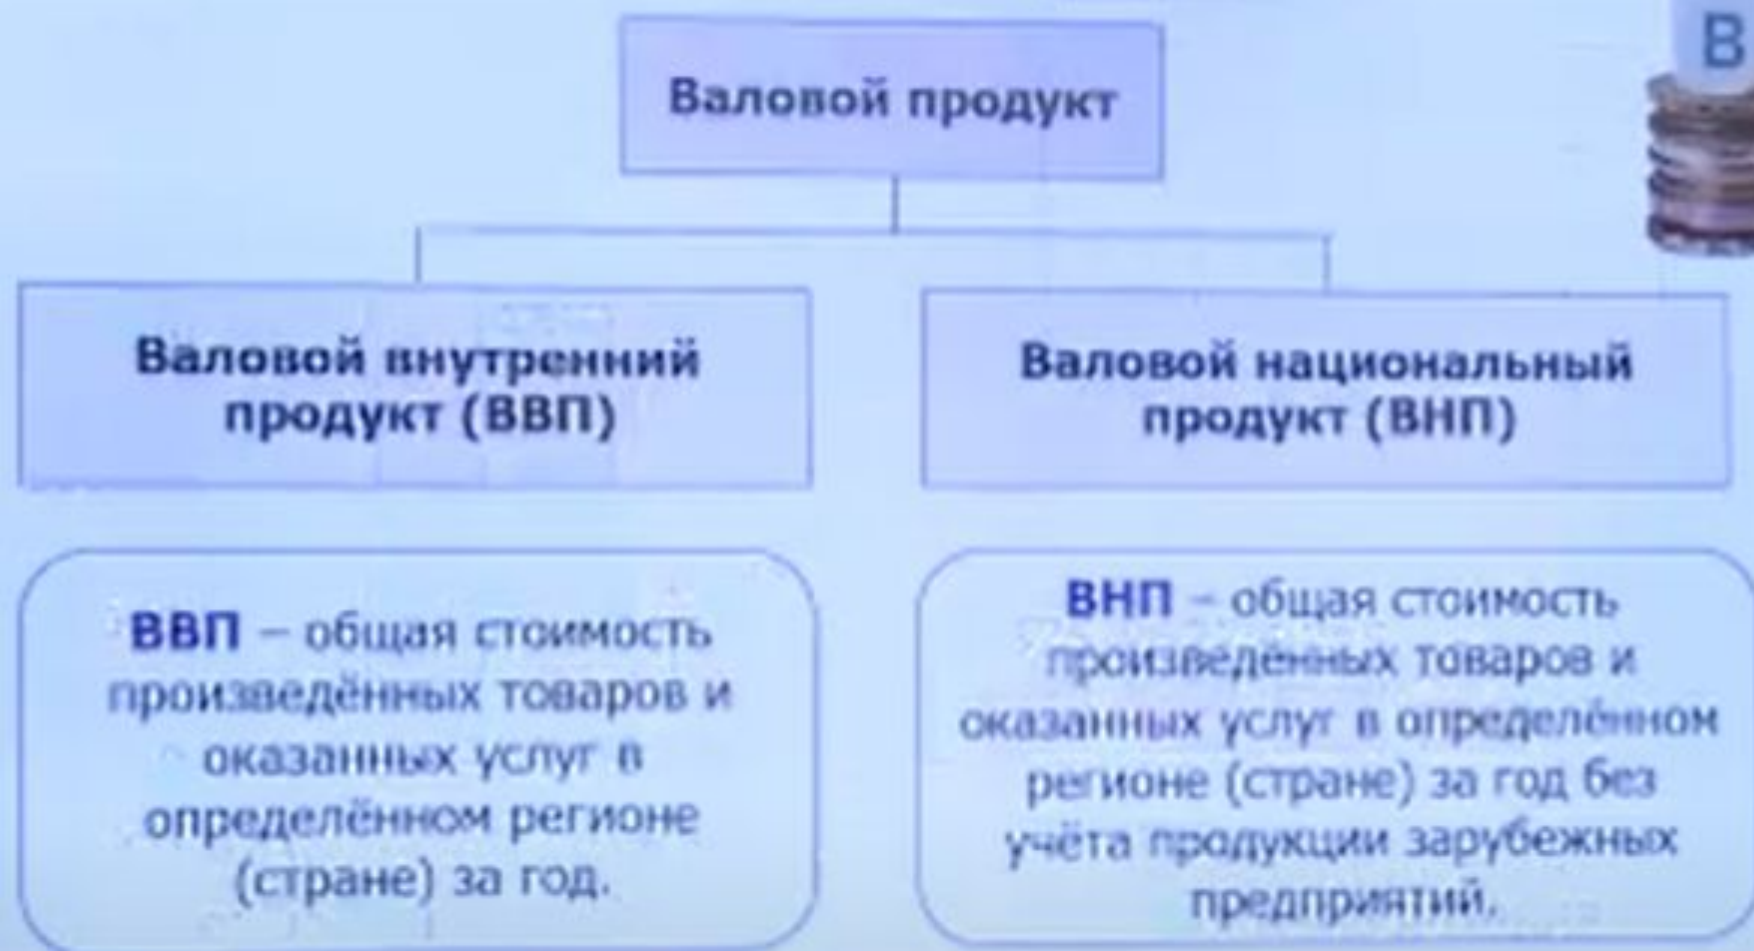 Валовой продукт
В
Валовой внутренний
продукт (ВВП)
Валовой национальный
продукт (ВНП)
ВВП – общая стоимость
произведённых товаров и
оказанных услуг в
определённом регионе
(стране) за год.
ВНП – общая стоимость
произведённых товаров и
оказанных услуг в определённом
регионе (стране) за год без
учёта продукции зарубежных
предприятий.